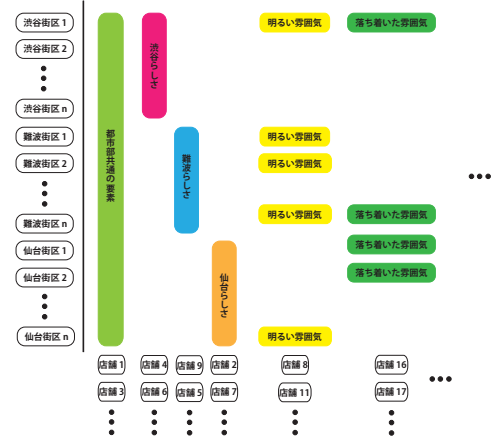 渋谷街区 1
明るい雰囲気
落ち着いた雰囲気
渋谷街区 2
渋谷らしさ
渋谷街区 n
難波街区 1
明るい雰囲気
都市部共通の要素
難波街区 2
難波らしさ
明るい雰囲気
難波街区 n
明るい雰囲気
落ち着いた雰囲気
仙台街区 1
落ち着いた雰囲気
仙台街区 2
仙台らしさ
落ち着いた雰囲気
仙台街区 n
明るい雰囲気
店舗 1 店舗 4 店舗 9 店舗 2 店舗 8 店舗 16
店舗 3 店舗 6 店舗 5 店舗 7 店舗 11 店舗 17